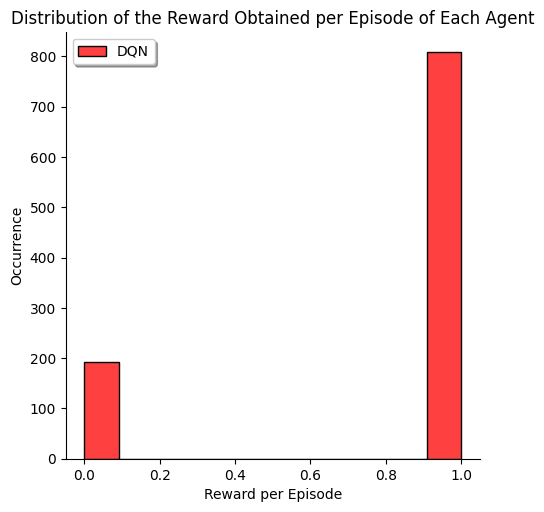 Distribution of the Reward Obtained per Episode of Each Agent
DQN
800
700
600
500
400
300
200
100
0
Occurrence
0.0 0.2 0.4 0.6 0.8 1.0
Reward per Episode